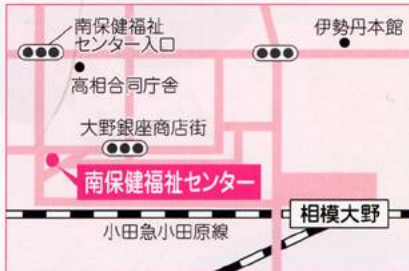 南保健福祉
センター入口
伊勢丹本館
高相合同庁舎
大野銀座商店街
南保健福祉センター
相模大野
小田急小田原線